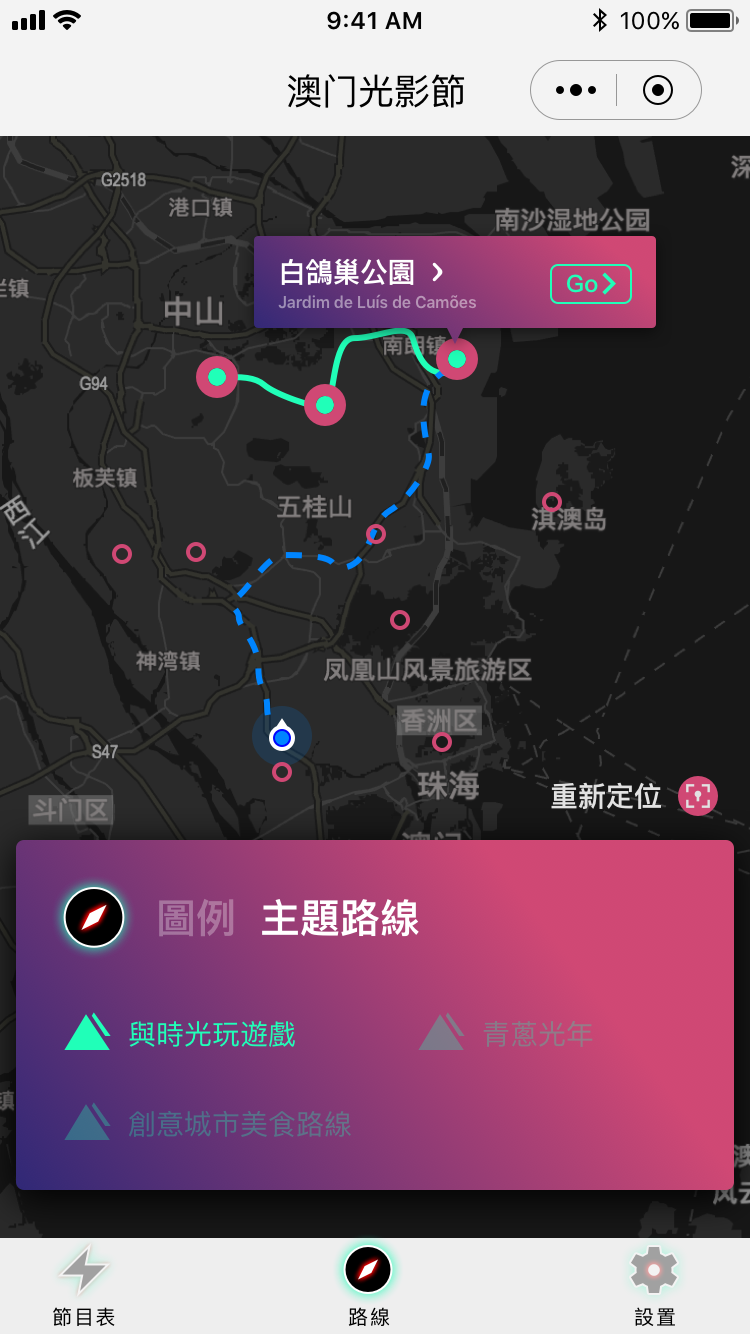 9:41 AM
100%
澳门光影節
G2518
港口镇
南沙湿地公园
中山
白鴿巢公園
Jardim de Luís de Camões
Go
南朗镇
G94
板芙镇
五桂山
淇澳岛
西江
神湾镇
凤凰山风景旅游区
香洲区
S47
珠海
重新定位
斗门区
圖例 主題路線
與時光玩遊戲
青蔥光年
創意城市美食路線
節目表
路線
設置